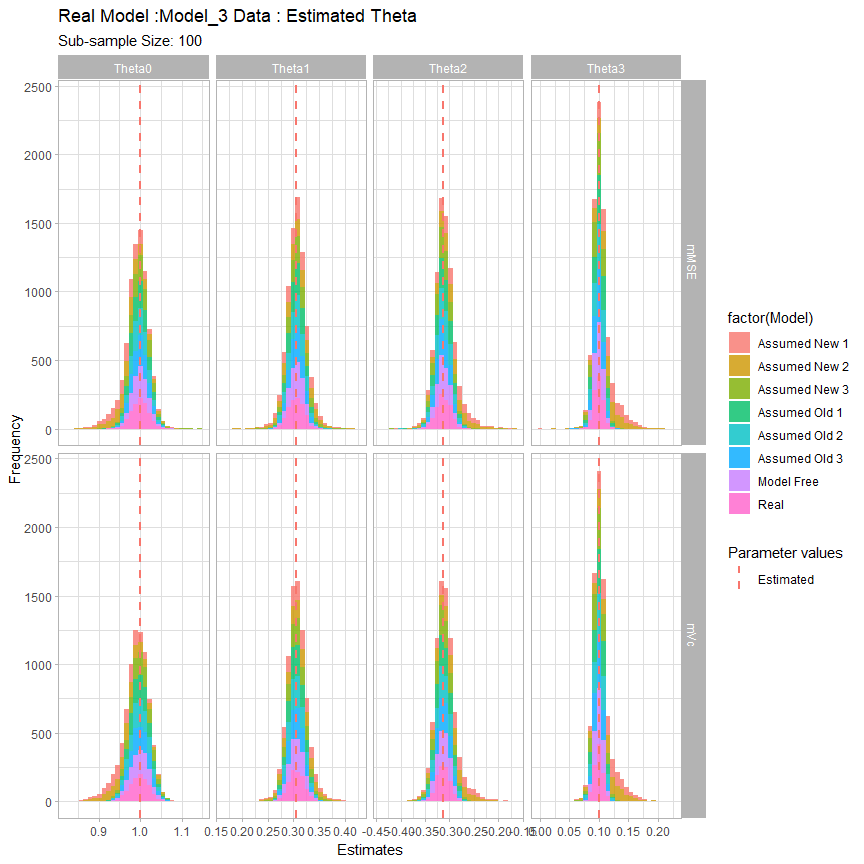 Real Model :Model_3 Data : Estimated Theta
Sub-sample Size: 100
Theta0 Theta1 Theta2 Theta3
2500
2000
1500
1000
500
0
mMSE
2500
2000
1500
1000
500
0
mVc
Frequency
0.9 1.0 1.1 0.15 0.20 0.25 0.30 0.35 0.40 -0.45 -0.40 -0.35 -0.30 -0.25 -0.20 -0.15 0.00 0.05 0.10 0.15 0.20
Estimates
factor(Model)
Assumed New 1
Assumed New 2
Assumed New 3
Assumed Old 1
Assumed Old 2
Assumed Old 3
Model Free
Real
Parameter values
Estimated